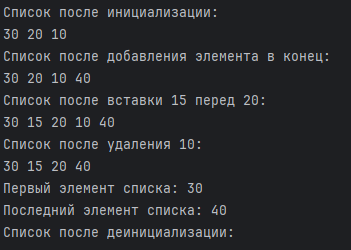 Список после инициализации:
30 20 10
Список после добавления элемента в конец:
30 20 10 40
Список после вставки 15 перед 20:
30 15 20 10 40
Список после удаления 10:
30 15 20 40
Первый элемент списка: 30
Последний элемент списка: 40
Список после деинициализации: